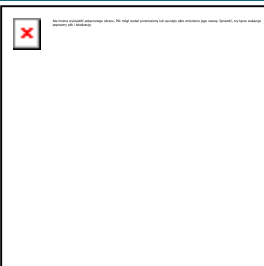 Nie można wyświetlić połączonego obrazu. Plik mógł zostać przeniesiony lub usunięty albo zmieniono jego nazwę. Sprawdź, czy łącze wskazuje
poprawny plik i lokalizację.